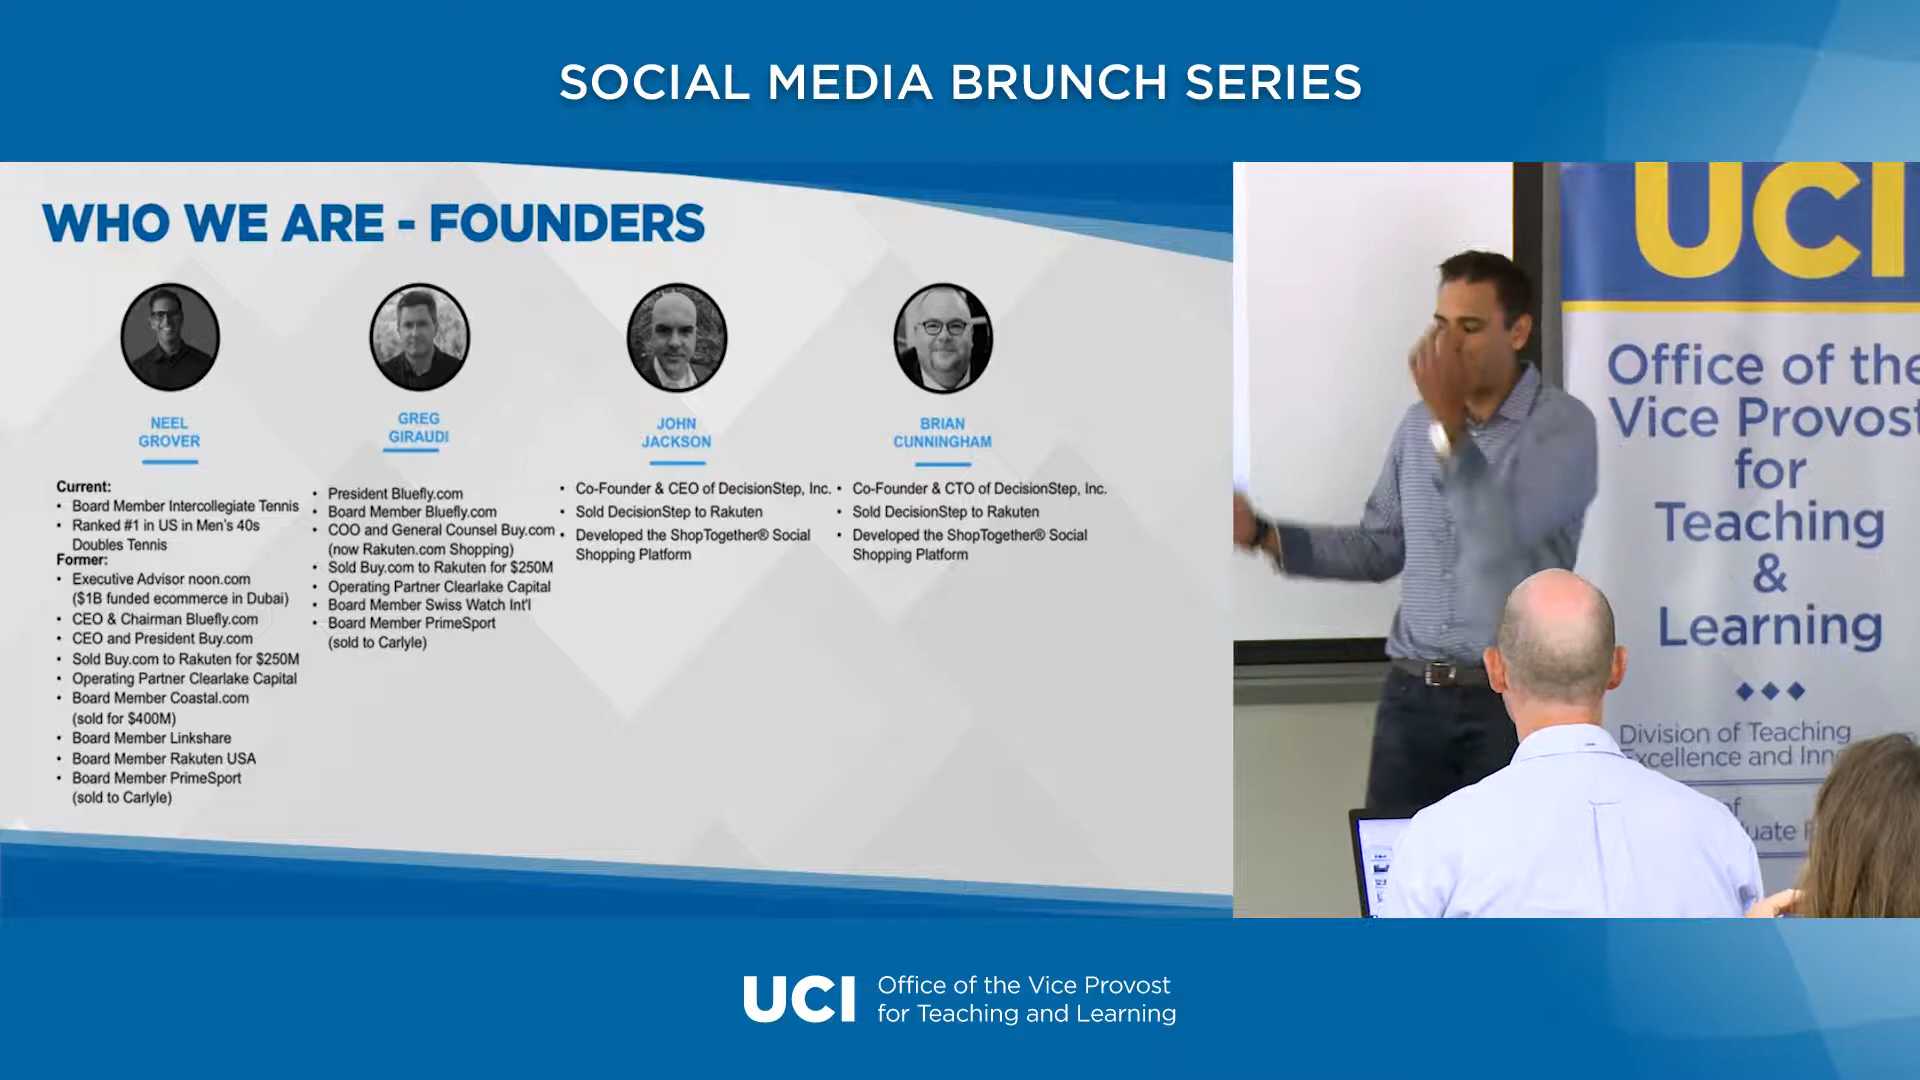 SOCIAL MEDIA BRUNCH SERIES
WHO WE ARE - FOUNDERS
NEEL
GROVER
Current:
• Board Member Intercollegiate Tennis
• Ranked #1 in US in Men's 40s
Doubles Tennis
Former:
• Executive Advisor noon.com
($1B funded ecommerce in Dubai)
• CEO & Chairman Bluefly.com
• CEO and President Buy.com
• Sold Buy.com to Rakuten for $250M
• Operating Partner Clearlake Capital
• Board Member Coastal.com
(sold for $400M)
• Board Member Linkshare
• Board Member Rakuten USA
• Board Member PrimeSport
(sold to Carlyle)
GREG
GIRAUDI
• President Bluefly.com
• Board Member Bluefly.com
• COO and General Counsel Buy.com
(now Rakuten.com Shopping)
• Sold Buy.com to Rakuten for $250M
• Operating Partner Clearlake Capital
• Board Member Swiss Watch Int'l
• Board Member PrimeSport
(sold to Carlyle)
JOHN
JACKSON
• Co-Founder & CEO of DecisionStep, Inc.
• Sold DecisionStep to Rakuten
• Developed the ShopTogether® Social
Shopping Platform
BRIAN
CUNNINGHAM
• Co-Founder & CTO of DecisionStep, Inc.
• Sold DecisionStep to Rakuten
• Developed the ShopTogether® Social
Shopping Platform
UCI
Office of the
Vice Provost
for
Teaching
&
Learning
Division of Teaching
Excellence and
UCI
Office of the Vice Provost
for Teaching and Learning